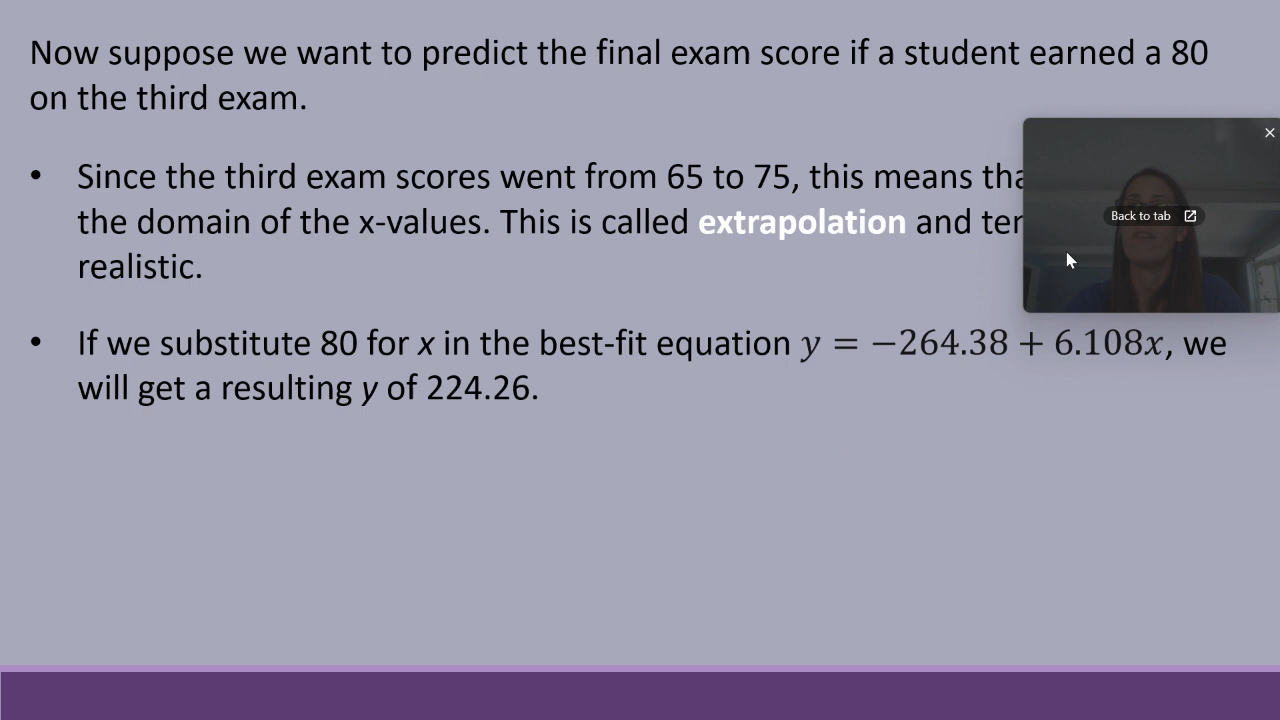 Now suppose we want to predict the final exam score if a student earned a 80
on the third exam.
• Since the third exam scores went from 65 to 75, this means
the domain of the x-values. This is called extrapolation and
Back to tab
realistic.
• If we substitute 80 for x in the best-fit equation y = −264.38 + 6.108x, we
will get a resulting y of 224.26.